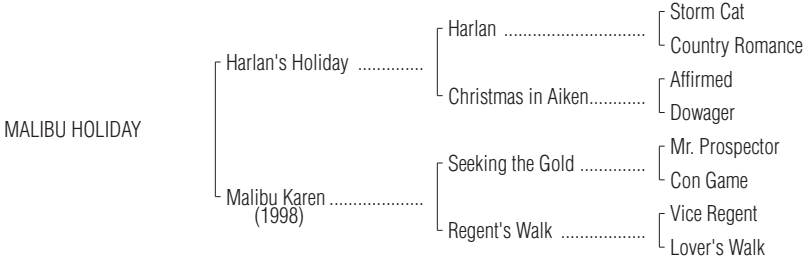 Storm Cat
Harlan ..............................
Country Romance
Harlan's Holiday ..............
Affirmed
Christmas in Aiken............
Dowager
MALIBU HOLIDAY
Mr. Prospector
Seeking the Gold ..............
Con Game
Malibu Karen ....................
(1998)
Vice Regent
Regent's Walk ..................
Lover's Walk